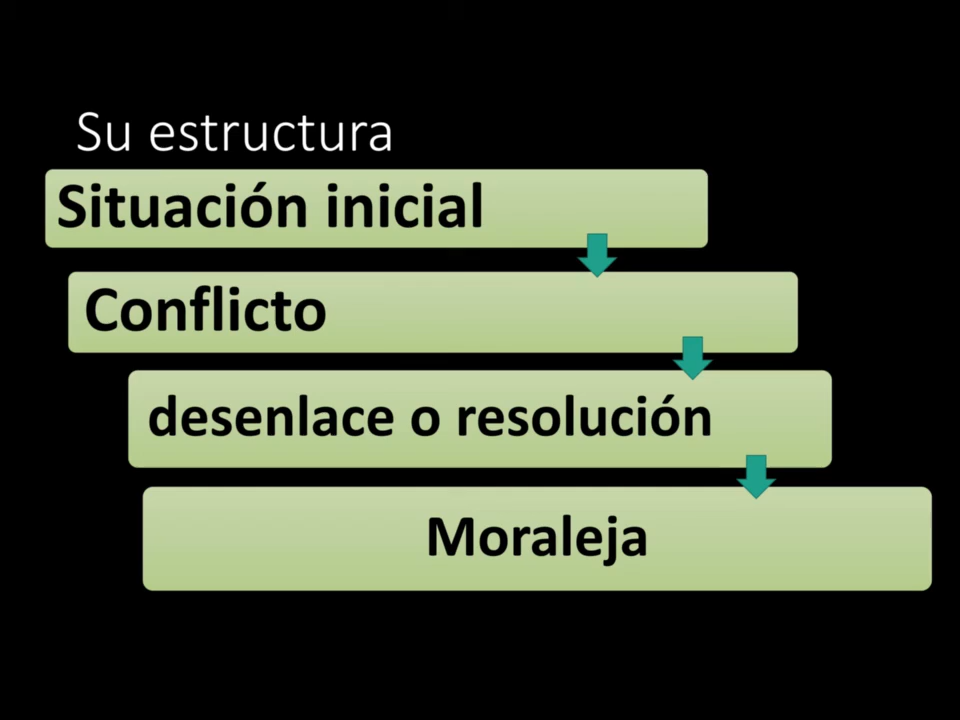 Su estructura
Situación inicial
Conflicto
desenlace o resolución
Moraleja